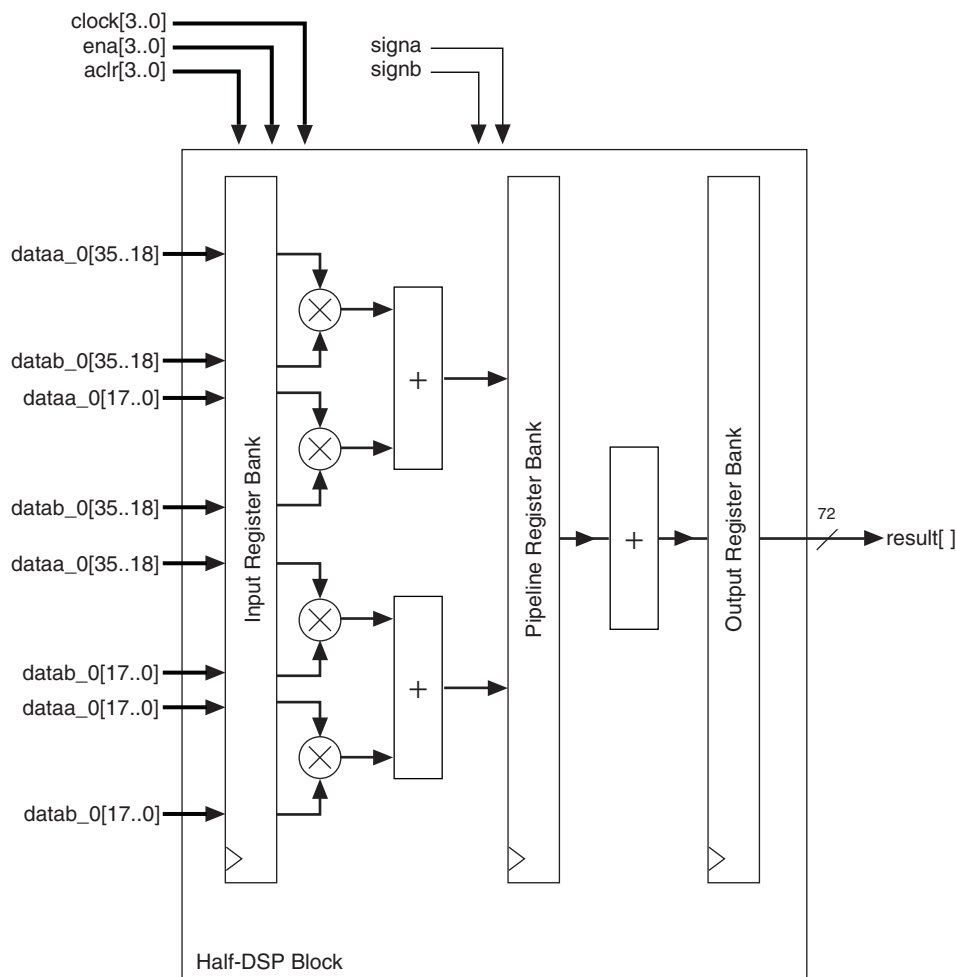 clock[3..0]
ena[3..0]
aclr[3..0]
signa
signb
dataa_0[35..18]
datab_0[35..18]
dataa_0[17..0]
datab_0[35..18]
dataa_0[35..18]
datab_0[17..0]
dataa_0[17..0]
datab_0[17..0]
Input Register Bank
+
+
Pipeline Register Bank
+
Output Register Bank
72
result[ ]
Half-DSP Block